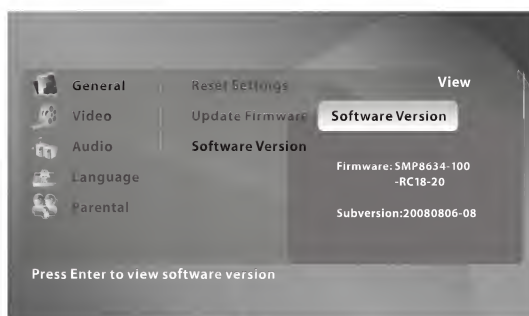 General
Video
Audio
Language
Parental
Reset Settings
Update Firmware
Software Version
View
Software Version
Firmware: SMP8634-100
-RC18-20
Subversion:20080806-08
Press Enter to view software version